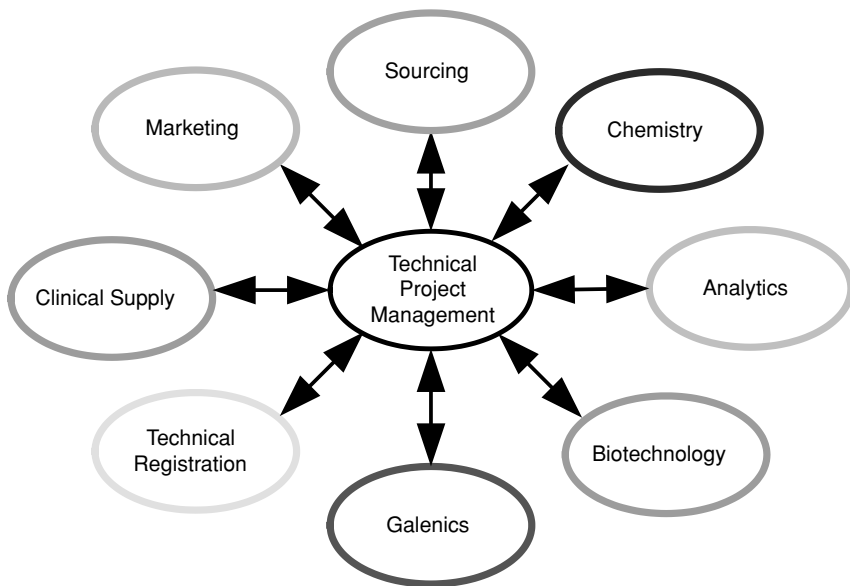 Sourcing
Marketing
Chemistry
Technical
Project
Management
Clinical Supply
Analytics
Technical
Registration
Biotechnology
Galenics